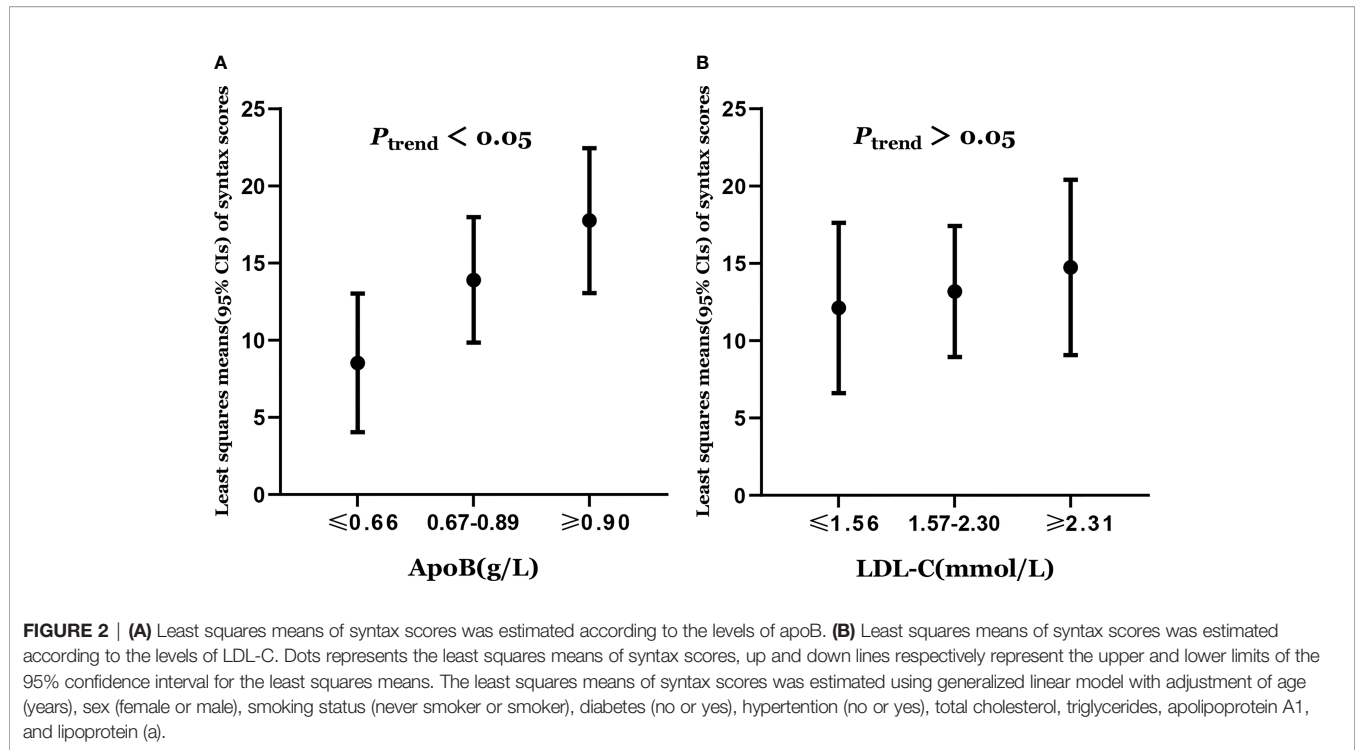 A
Least squares means(95% CIs) of syntax scores
25
20
15
10
5
0
Ptrend < 0.05
≤0.66 0.67-0.89 ≥0.90
ApoB(g/L)
B
Least squares means(95% CIs) of syntax scores
25
20
15
10
5
0
Ptrend > 0.05
≤1.56 1.57-2.30 ≥2.31
LDL-C(mmol/L)
FIGURE 2 | (A) Least squares means of syntax scores was estimated according to the levels of apoB. (B) Least squares means of syntax scores was estimated
according to the levels of LDL-C. Dots represents the least squares means of syntax scores, up and down lines respectively represent the upper and lower limits of the
95% confidence interval for the least squares means. The least squares means of syntax scores was estimated using generalized linear model with adjustment of age
(years), sex (female or male), smoking status (never smoker or smoker), diabetes (no or yes), hypertention (no or yes), total cholesterol, triglycerides, apolipoprotein A1,
and lipoprotein (a).